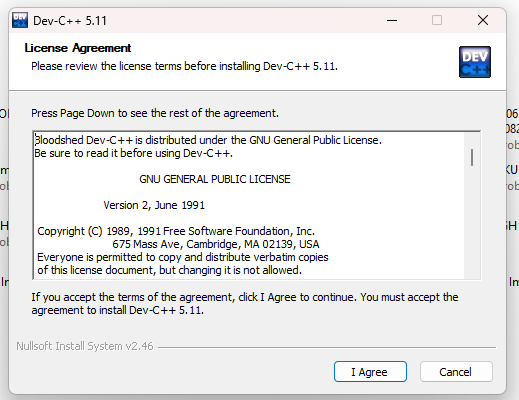 Dev-C++ 5.11
License Agreement
Please review the license terms before installing Dev-C++ 5.11.
DEV
C++
Press Page Down to see the rest of the agreement.
Bloodshed Dev-C++ is distributed under the GNU General Public License.
Be sure to read it before using Dev-C++.
GNU GENERAL PUBLIC LICENSE
Version 2, June 1991
Copyright (C) 1989, 1991 Free Software Foundation, Inc.
675 Mass Ave, Cambridge, MA 02139, USA
Everyone is permitted to copy and distribute verbatim copies
of this license document, but changing it is not allowed.
If you accept the terms of the agreement, click I Agree to continue. You must accept the
agreement to install Dev-C++ 5.11.
Nullsoft Install System v2.46
I Agree
Cancel